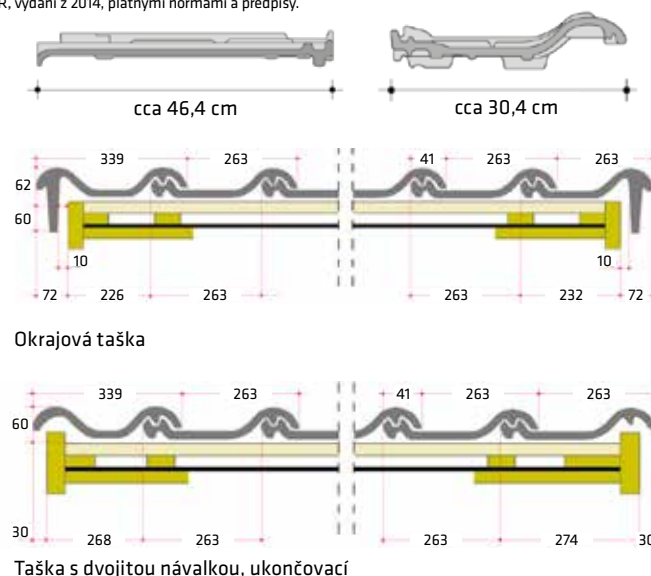 R, vydání z 2014, platnými normami a předpisy.
cca 46,4 cm
cca 30,4 cm
339 263 41 263 263
62
60
10 10
72 226 263 263 232 72
Okrajová taška
339 263 41 263 263
60
30 268 263 263 274 30
Taška s dvojitou návalkou, ukončovací